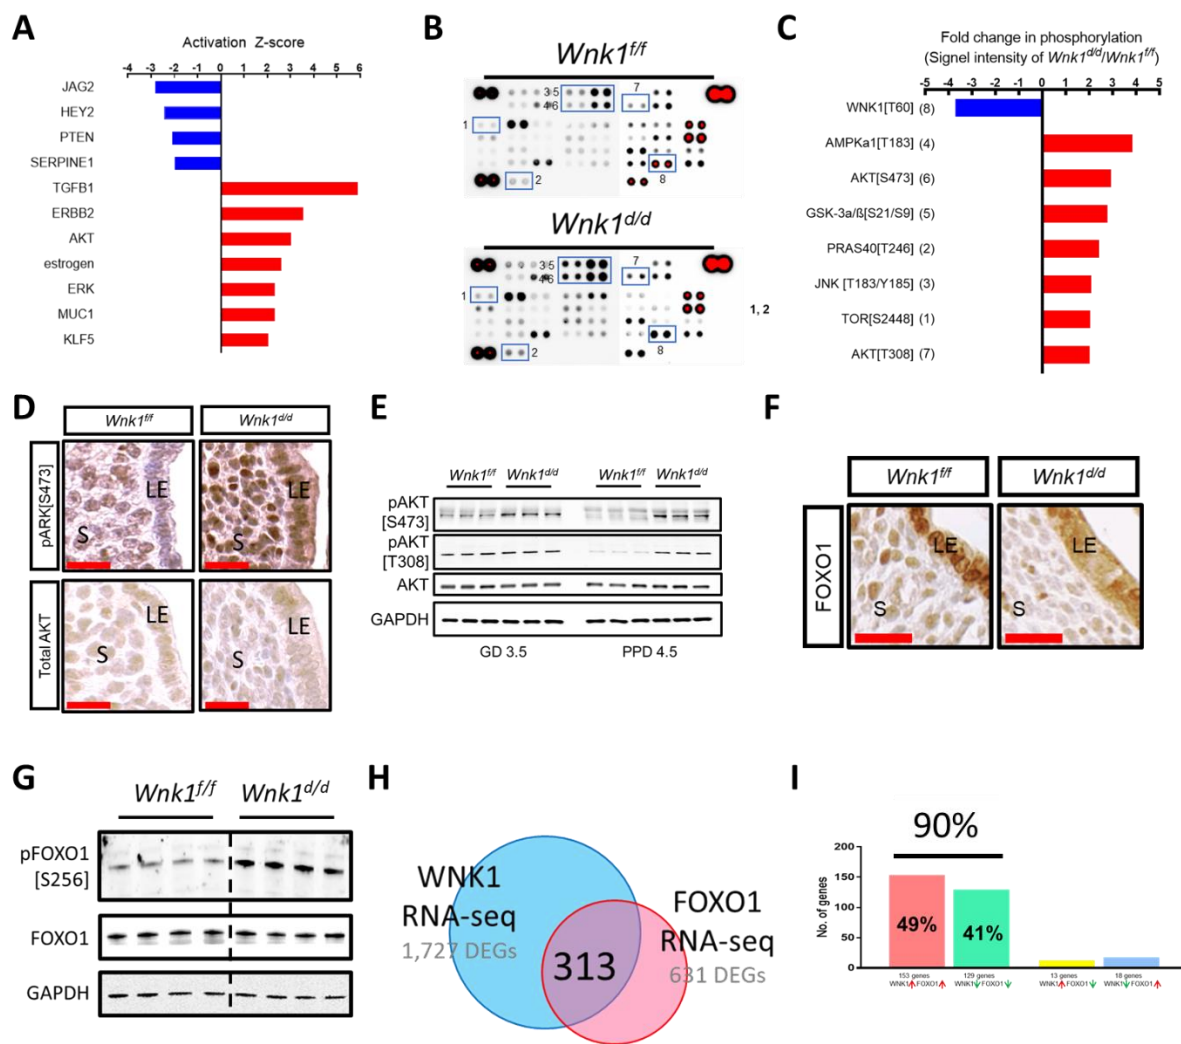 A
Activation Z-score
-4 -3 -2 -1 0 1 2 3 4 5 6
JAG2
HEY2
PTEN
SERPINE1
TGFB1
ERBB2
AKT
estrogen
ERK
MUC1
KLF5
B
Wnk1f/f
3 5
4 6
7
1
2
8
Wnk1d/d
3 5
4 6
7
1
2
8
1, 2
C
Fold change in phosphorylation
(Signel intensity of Wnk1d/d/Wnk1f/f)
-5 -4 -3 -2 -1 0 1 2 3 4 5
WNK1[T60] (8)
AMPKa1[T183] (4)
AKT[S473] (6)
GSK-3a/ß[S21/S9] (5)
PRAS40[T246] (2)
JNK [T183/Y185] (3)
TOR[S2448] (1)
AKT[T308] (7)
D
Wnk1f/f Wnk1d/d
pARK[S473]
LE
S
LE
S
Total AKT
LE
S
LE
S
E
Wnk1f/f Wnk1d/d Wnk1f/f Wnk1d/d
pAKT
[S473]
pAKT
[T308]
AKT
GAPDH
GD 3.5 PPD 4.5
F
Wnk1f/f Wnk1d/d
FOXO1
LE
S
LE
S
G
Wnk1f/f Wnk1d/d
pFOXO1
[S256]
FOXO1
GAPDH
H
WNK1
RNA-seq
1,727 DEGs
313
FOXO1
RNA-seq
631 DEGs
I
90%
No. of genes
200
150
100
50
0
49%
41%
153 genes 129 genes 13 genes 18 genes
WNK1↑FOXO1↑ WNK1↓FOXO1↓ WNK1↑FOXO1↓ WNK1↓FOXO1↑